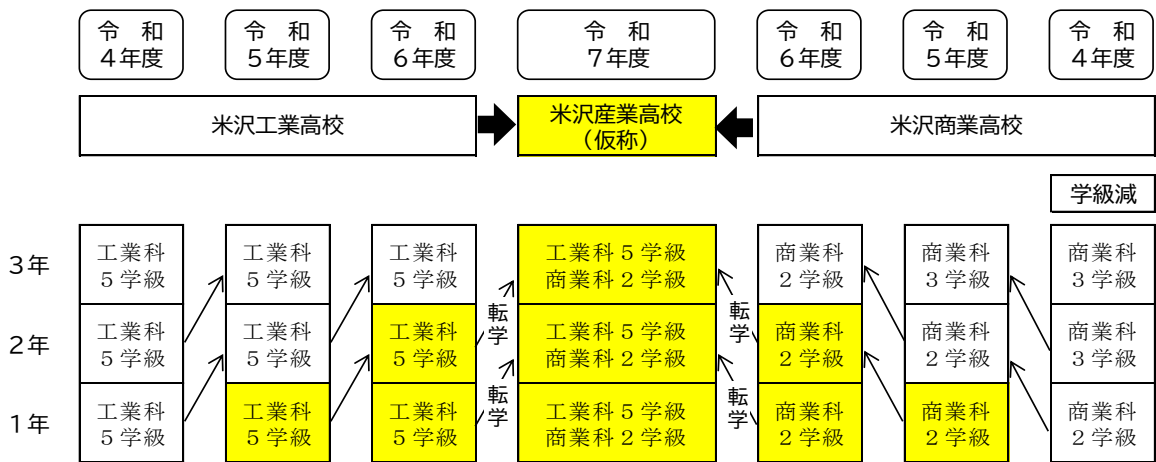 令　和
４年度
令　和
５年度
令　和
６年度
令　和
７年度
令　和
６年度
令　和
５年度
令　和
４年度
米沢工業高校
米沢産業高校
（仮称）
米沢商業高校
学級減
３年
工業科
５学級
工業科
５学級
工業科
５学級
工業科５学級
商業科２学級
商業科
２学級
商業科
３学級
商業科
３学級
転学
転学
２年
工業科
５学級
工業科
５学級
工業科
５学級
工業科５学級
商業科２学級
商業科
２学級
商業科
２学級
商業科
３学級
転学
転学
１年
工業科
５学級
工業科
５学級
工業科
５学級
工業科５学級
商業科２学級
商業科
２学級
商業科
２学級
商業科
２学級